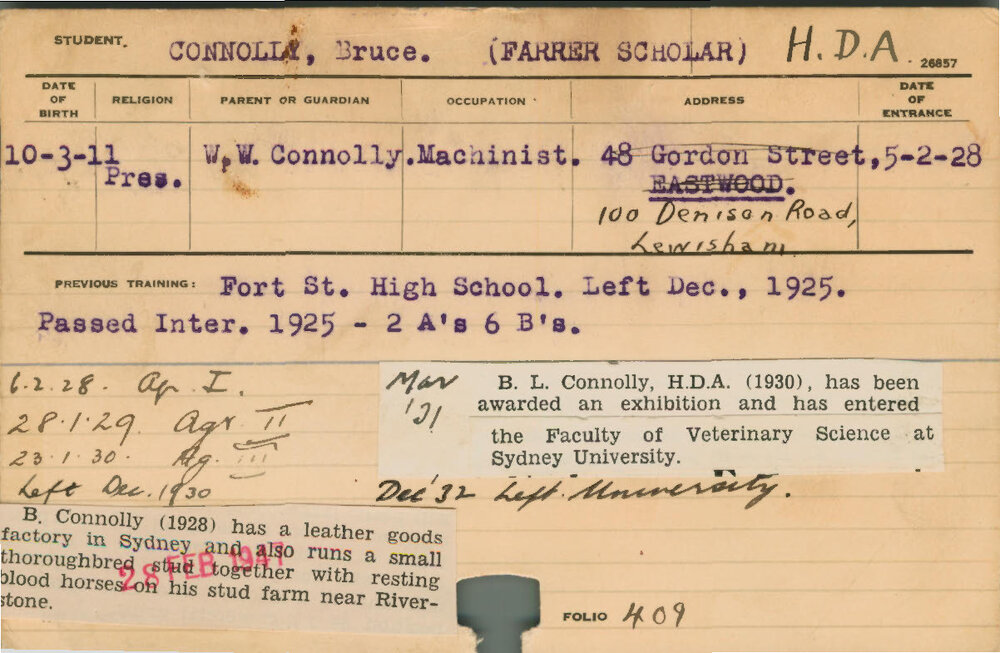 STUDENT. CONNOLLY, Bruce. (FARRER SCHOLAR) H.D.A. 26857
DATE OF BIRTH RELIGION PARENT OR GUARDIAN OCCUPATION ADDRESS DATE OF ENTRANCE
10-3-11 W.W. Connolly. Machinist. 48 Gordon Street, 5-2-28
Pres. EASTWOOD.
100 Denison Road,
Lewisham
PREVIOUS TRAINING: Fort St. High School. Left Dec., 1925.
Passed Inter. 1925 - 2 A's 6 B's.
6.2.28. Ag. I.
28.1.29. Agr. II
23.1.30. Ag. III
Left Dec. 1930
Mar '31
B. L. Connolly, H.D.A. (1930), has been
awarded an exhibition and has entered
the Faculty of Veterinary Science at
Sydney University.
Dec '32 Left University.
B. Connolly (1928) has a leather goods
factory in Sydney and also runs a small
thoroughbred stud together with resting
blood horses on his stud farm near River-
stone.
28 FEB 1947
FOLIO 409